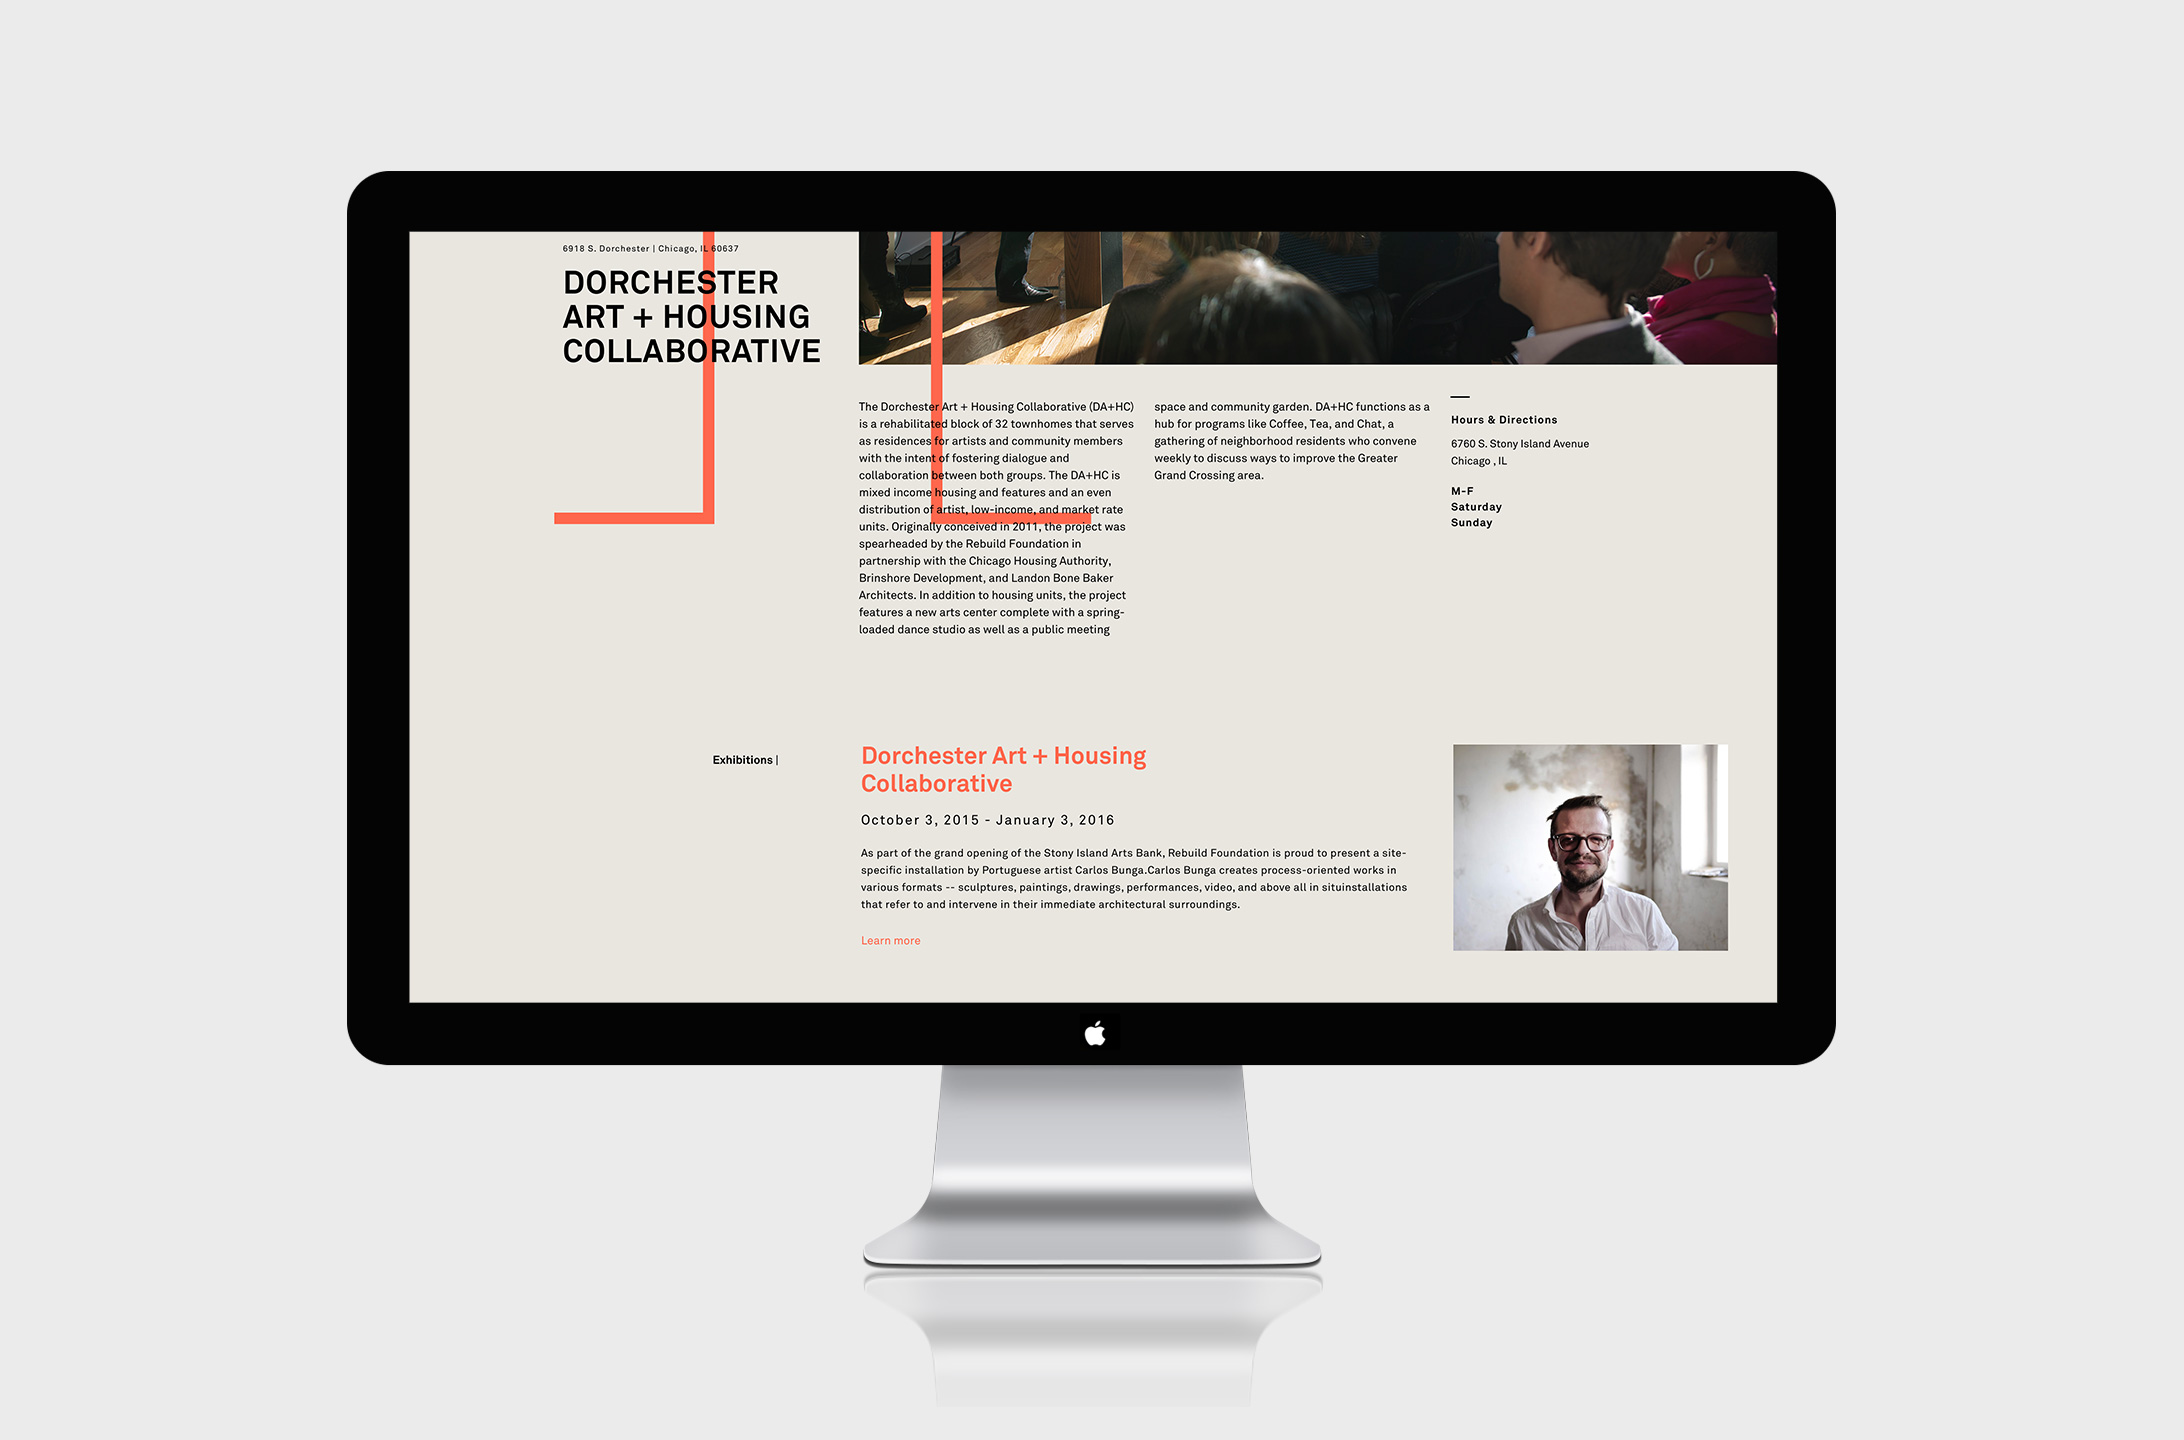 6918 S. Dorchester | Chicago, IL 60637
DORCHESTER
ART + HOUSING
COLLABORATIVE
The Dorchester Art + Housing Collaborative (DA+HC)
is a rehabilitated block of 32 townhomes that serves
as residences for artists and community members
with the intent of fostering dialogue and
collaboration between both groups. The DA+HC is
mixed income housing and features and an even
distribution of artist, low-income, and market rate
units. Originally conceived in 2011, the project was
spearheaded by the Rebuild Foundation in
partnership with the Chicago Housing Authority,
Brinshore Development, and Landon Bone Baker
Architects. In addition to housing units, the project
features a new arts center complete with a spring-
loaded dance studio as well as a public meeting
space and community garden. DA+HC functions as a
hub for programs like Coffee, Tea, and Chat, a
gathering of neighborhood residents who convene
weekly to discuss ways to improve the Greater
Grand Crossing area.
Hours & Directions
6760 S. Stony Island Avenue
Chicago , IL
M-F
Saturday
Sunday
Exhibitions |
Dorchester Art + Housing
Collaborative
October 3, 2015 - January 3, 2016
As part of the grand opening of the Stony Island Arts Bank, Rebuild Foundation is proud to present a site-
specific installation by Portuguese artist Carlos Bunga.Carlos Bunga creates process-oriented works in
various formats -- sculptures, paintings, drawings, performances, video, and above all in situinstallations
that refer to and intervene in their immediate architectural surroundings.
Learn more